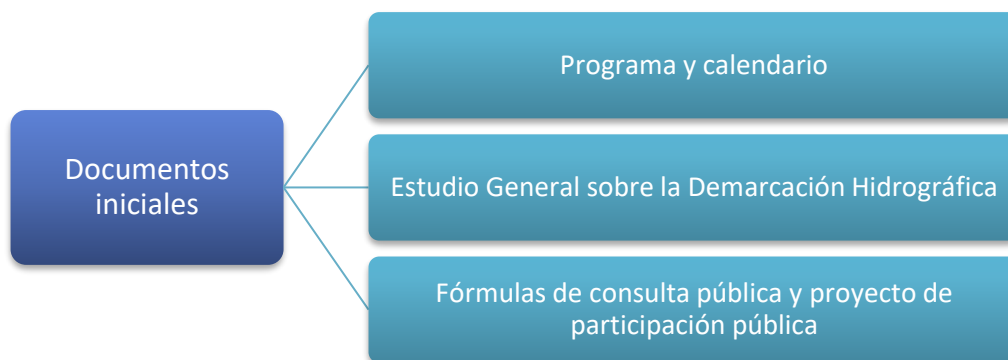 Documentos
iniciales
Programa y calendario
Estudio General sobre la Demarcación Hidrográfica
Fórmulas de consulta pública y proyecto de
participación pública